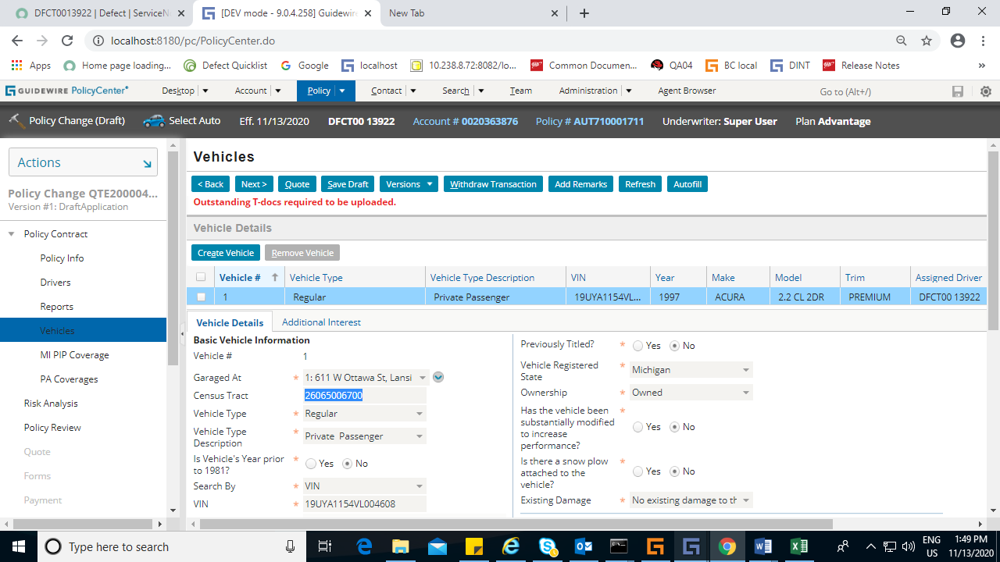 DFCT0013922 | Defect | ServiceN
[DEV mode - 9.0.4.258] Guidewire
New Tab
localhost:8180/pc/PolicyCenter.do
Apps
Home page loading...
Defect Quicklist
Google
localhost
10.238.8.72:8082/lo...
Common Documen...
QA04
BC local
DINT
Release Notes
GUIDEWIRE PolicyCenter
Desktop
Account
Policy
Contact
Search
Team
Administration
Agent Browser
Go to (Alt+/)
Policy Change (Draft)
Select Auto
Eff. 11/13/2020
DFCT00 13922
Account # 0020363876
Policy # AUT710001711
Underwriter: Super User
Plan Advantage
Actions
Policy Change QTE200004...
Version #1: DraftApplication
Policy Contract
Policy Info
Drivers
Reports
Vehicles
MI PIP Coverage
PA Coverages
Risk Analysis
Policy Review
Quote
Forms
Payment
Vehicles
< Back
Next >
Quote
Save Draft
Versions
Withdraw Transaction
Add Remarks
Refresh
Autofill
Outstanding T-docs required to be uploaded.
Vehicle Details
Create Vehicle
Remove Vehicle
Vehicle # Vehicle Type Vehicle Type Description VIN Year Make Model Trim Assigned Driver
1 Regular Private Passenger 19UYA1154VL... 1997 ACURA 2.2 CL 2DR PREMIUM DFCT00 13922
Vehicle Details
Additional Interest
Basic Vehicle Information
Vehicle # 1
Garaged At * 1: 611 W Ottawa St, Lansi
Census Tract 26065006700
Vehicle Type * Regular
Vehicle Type
Description
* Private Passenger
Is Vehicle's Year prior
to 1981?
* Yes No
Search By * VIN
VIN * 19UYA1154VL004608
Previously Titled? * Yes No
Vehicle Registered
State
* Michigan
Ownership * Owned
Has the vehicle been
substantially modified
to increase
performance?
* Yes No
Is there a snow plow
attached to the
vehicle?
* Yes No
Existing Damage * No existing damage to th
Type here to search
ENG
US
1:49 PM
11/13/2020